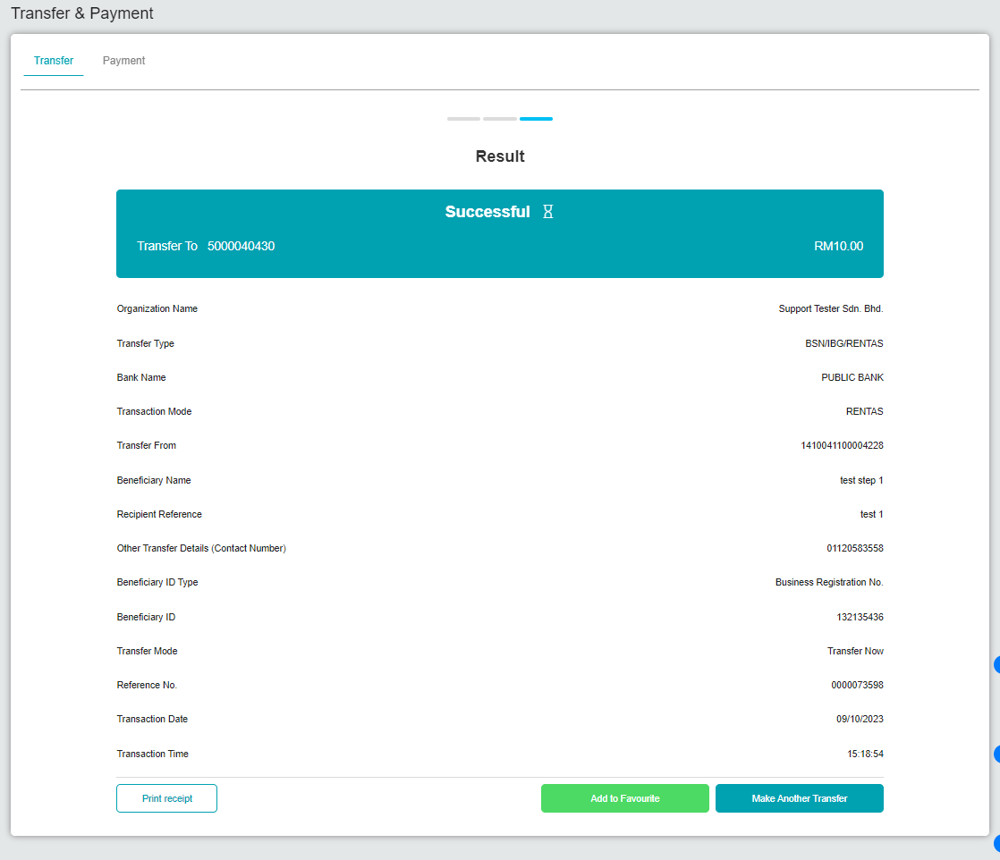 Transfer & Payment
Transfer Payment
Result
Successful
Transfer To 5000040430 RM10.00
Organization Name Support Tester Sdn. Bhd.
Transfer Type BSN/IBG/RENTAS
Bank Name PUBLIC BANK
Transaction Mode RENTAS
Transfer From 1410041100004228
Beneficiary Name test step 1
Recipient Reference test 1
Other Transfer Details (Contact Number) 01120583558
Beneficiary ID Type Business Registration No.
Beneficiary ID 132135436
Transfer Mode Transfer Now
Reference No. 0000073598
Transaction Date 09/10/2023
Transaction Time 15:18:54
Print receipt Add to Favourite Make Another Transfer